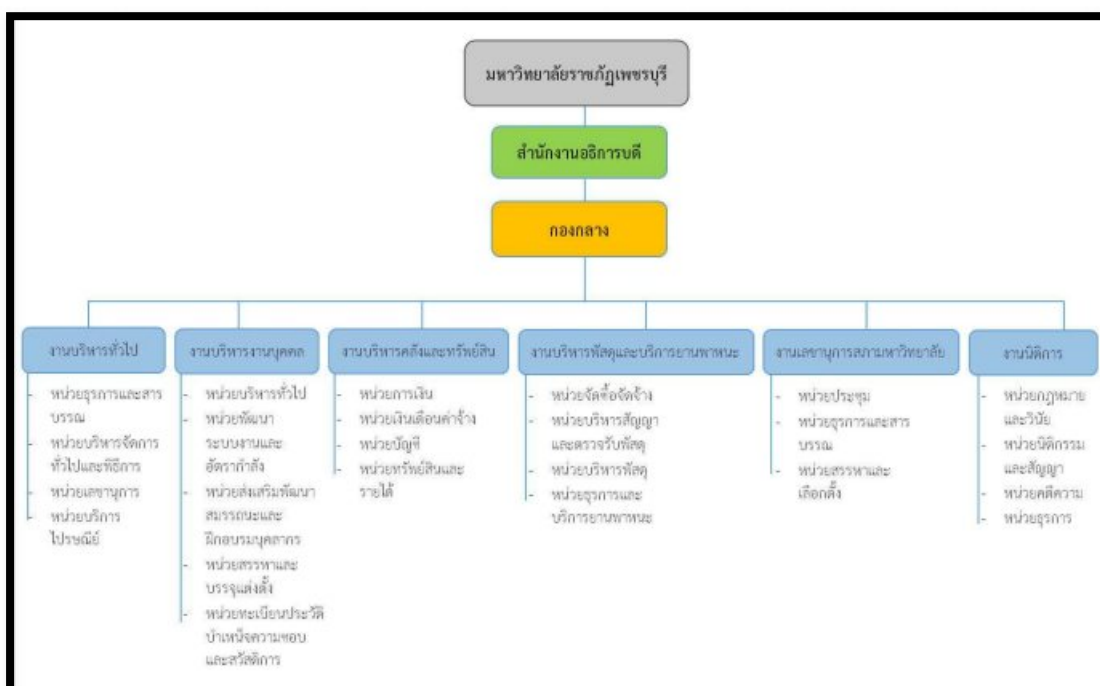 มหาวิทยาลัยราชภัฏเพชรบุรี
สำนักงานอธิการบดี
กองกลาง
งานบริหารทั่วไป
- หน่วยธุรการและสาร
บรรณ
- หน่วยบริหารจัดการ
ทั่วไปและพิธีการ
- หน่วยเลขานุการ
- หน่วยบริการ
ไปรษณีย์
งานบริหารงานบุคคล
- หน่วยบริหารทั่วไป
- หน่วยพัฒนา
ระบบงานและ
อัตรากำลัง
- หน่วยส่งเสริมพัฒนา
สมรรถนะและ
ฝึกอบรมบุคลากร
- หน่วยสรรหาและ
บรรจุแต่งตั้ง
- หน่วยทะเบียนประวัติ
บำเหน็จความชอบ
และสวัสดิการ
งานบริหารคลังและทรัพย์สิน
- หน่วยการเงิน
- หน่วยเงินเดือนค่าจ้าง
- หน่วยบัญชี
- หน่วยทรัพย์สินและ
รายได้
งานบริหารพัสดุและบริการยานพาหนะ
- หน่วยจัดซื้อจัดจ้าง
- หน่วยบริหารสัญญา
และตรวจรับพัสดุ
- หน่วยบริหารพัสดุ
- หน่วยธุรการและ
บริการยานพาหนะ
งานเลขานุการสภามหาวิทยาลัย
- หน่วยประชุม
- หน่วยธุรการและสาร
บรรณ
- หน่วยสรรหาและ
เลือกตั้ง
งานนิติการ
- หน่วยกฎหมาย
และวินัย
- หน่วยนิติกรรม
และสัญญา
- หน่วยคดีความ
- หน่วยธุรการ